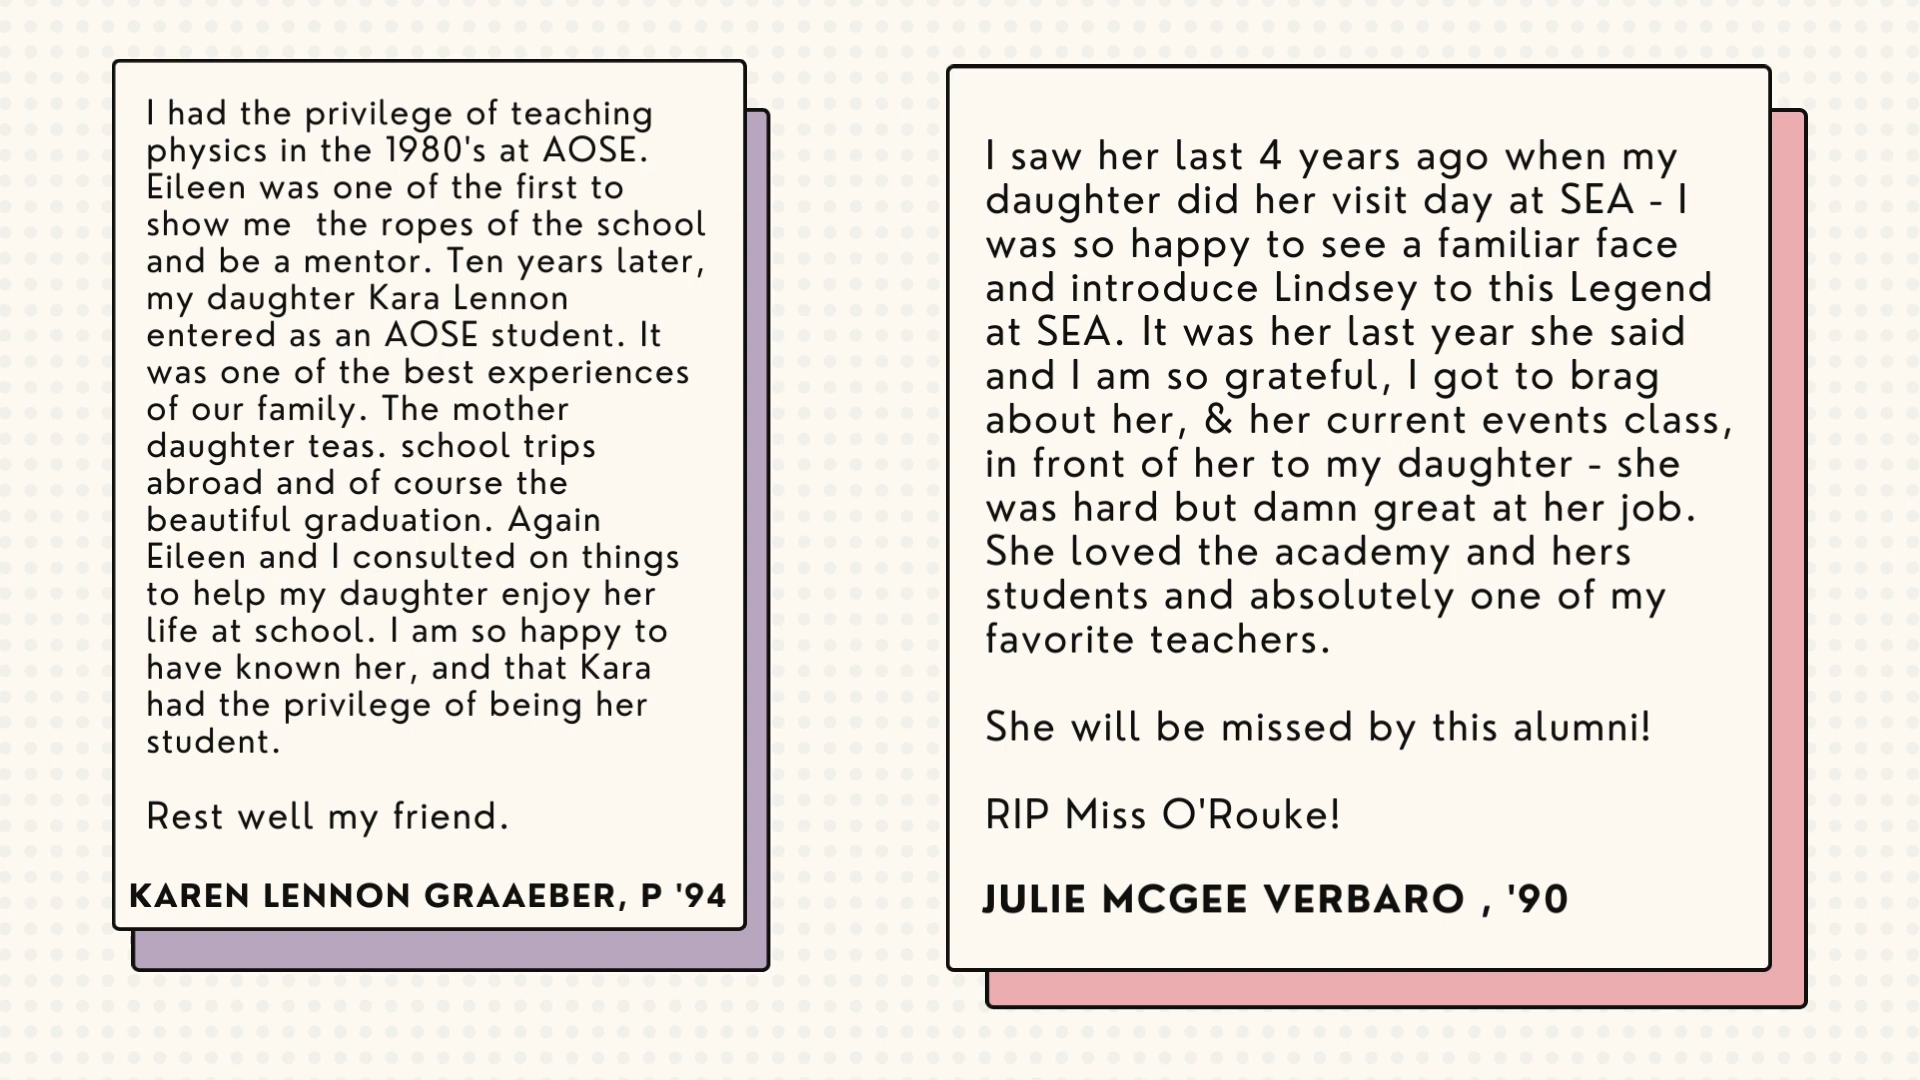 I had the privilege of teaching
physics in the 1980's at AOSE.
Eileen was one of the first to
show me  the ropes of the school
and be a mentor. Ten years later,
my daughter Kara Lennon
entered as an AOSE student. It
was one of the best experiences
of our family. The mother
daughter teas. school trips
abroad and of course the
beautiful graduation. Again
Eileen and I consulted on things
to help my daughter enjoy her
life at school. I am so happy to
have known her, and that Kara
had the privilege of being her
student.
Rest well my friend.
KAREN LENNON GRAAEBER, P '94
I saw her last 4 years ago when my
daughter did her visit day at SEA - I
was so happy to see a familiar face
and introduce Lindsey to this Legend
at SEA. It was her last year she said
and I am so grateful, I got to brag
about her, & her current events class,
in front of her to my daughter - she
was hard but damn great at her job.
She loved the academy and hers
students and absolutely one of my
favorite teachers.
She will be missed by this alumni!
RIP Miss O'Rouke!
JULIE MCGEE VERBARO , '90